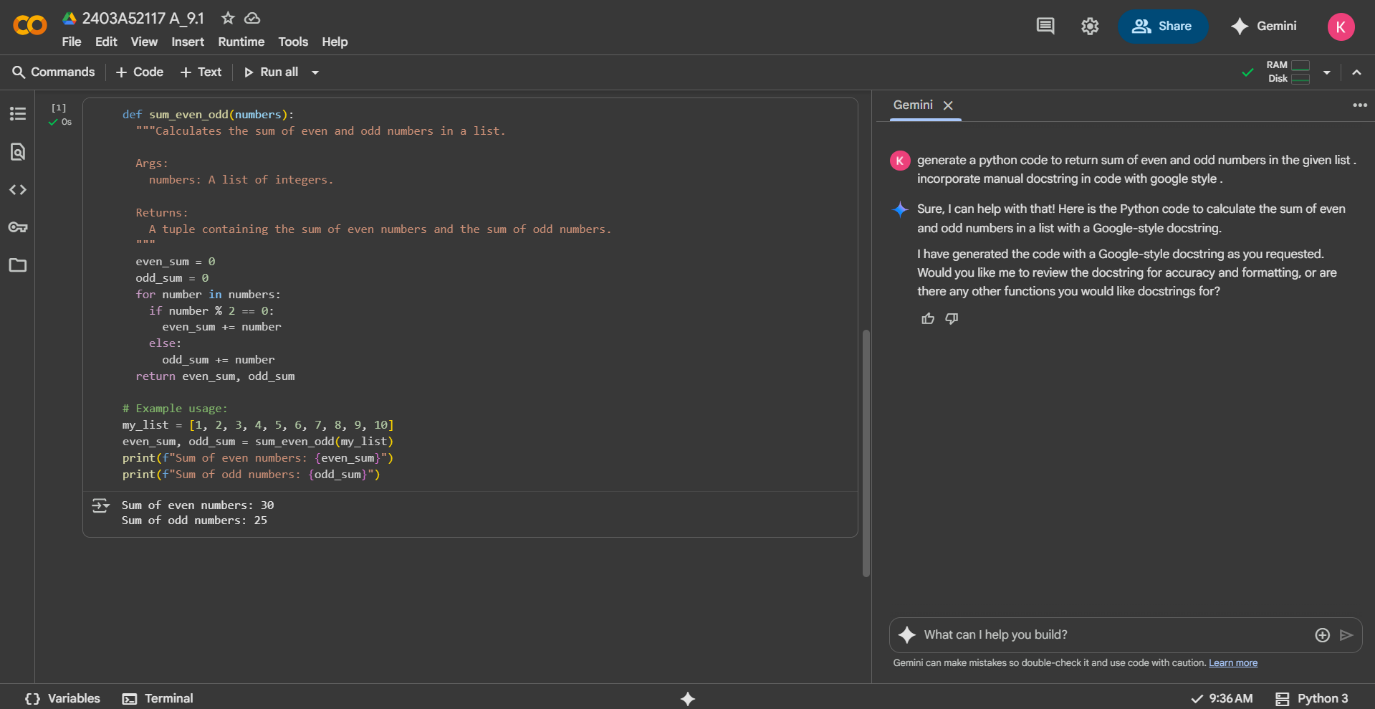 2403A52117 A_9.1
File Edit View Insert Runtime Tools Help
Share
Gemini
K
Commands + Code + Text Run all
RAM
Disk
[1]
0s
def sum_even_odd(numbers):
"""Calculates the sum of even and odd numbers in a list.
Args:
numbers: A list of integers.
Returns:
A tuple containing the sum of even numbers and the sum of odd numbers.
"""
even_sum = 0
odd_sum = 0
for number in numbers:
if number % 2 == 0:
even_sum += number
else:
odd_sum += number
return even_sum, odd_sum
# Example usage:
my_list = [1, 2, 3, 4, 5, 6, 7, 8, 9, 10]
even_sum, odd_sum = sum_even_odd(my_list)
print(f"Sum of even numbers: {even_sum}")
print(f"Sum of odd numbers: {odd_sum}")
Sum of even numbers: 30
Sum of odd numbers: 25
Gemini
K
generate a python code to return sum of even and odd numbers in the given list .
incorporate manual docstring in code with google style .
Sure, I can help with that! Here is the Python code to calculate the sum of even
and odd numbers in a list with a Google-style docstring.
I have generated the code with a Google-style docstring as you requested.
Would you like me to review the docstring for accuracy and formatting, or are
there any other functions you would like docstrings for?
What can I help you build?
Gemini can make mistakes so double-check it and use code with caution. Learn more
{} Variables Terminal
9:36 AM Python 3